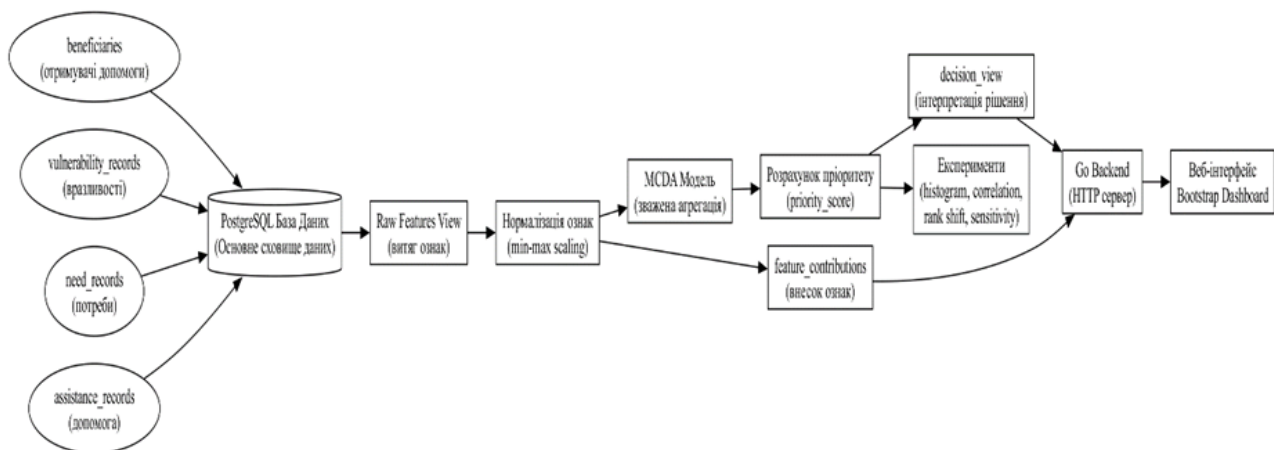 beneficiaries
(отримувачі допомоги)
vulnerability_records
(вразливості)
need_records
(потреби)
assistance_records
(допомога)
PostgreSQL База Даних
(Основне сховище даних)
Raw Features View
(витяг ознак)
Нормалізація ознак
(min-max scaling)
MCDA Модель
(зважена агрегація)
feature_contributions
(внесок ознак)
Розрахунок пріоритету
(priority_score)
decision_view
(інтерпретація рішення)
Експерименти
(histogram, correlation,
rank shift, sensitivity)
Go Backend
(HTTP сервер)
Веб-інтерфейс
Bootstrap Dashboard